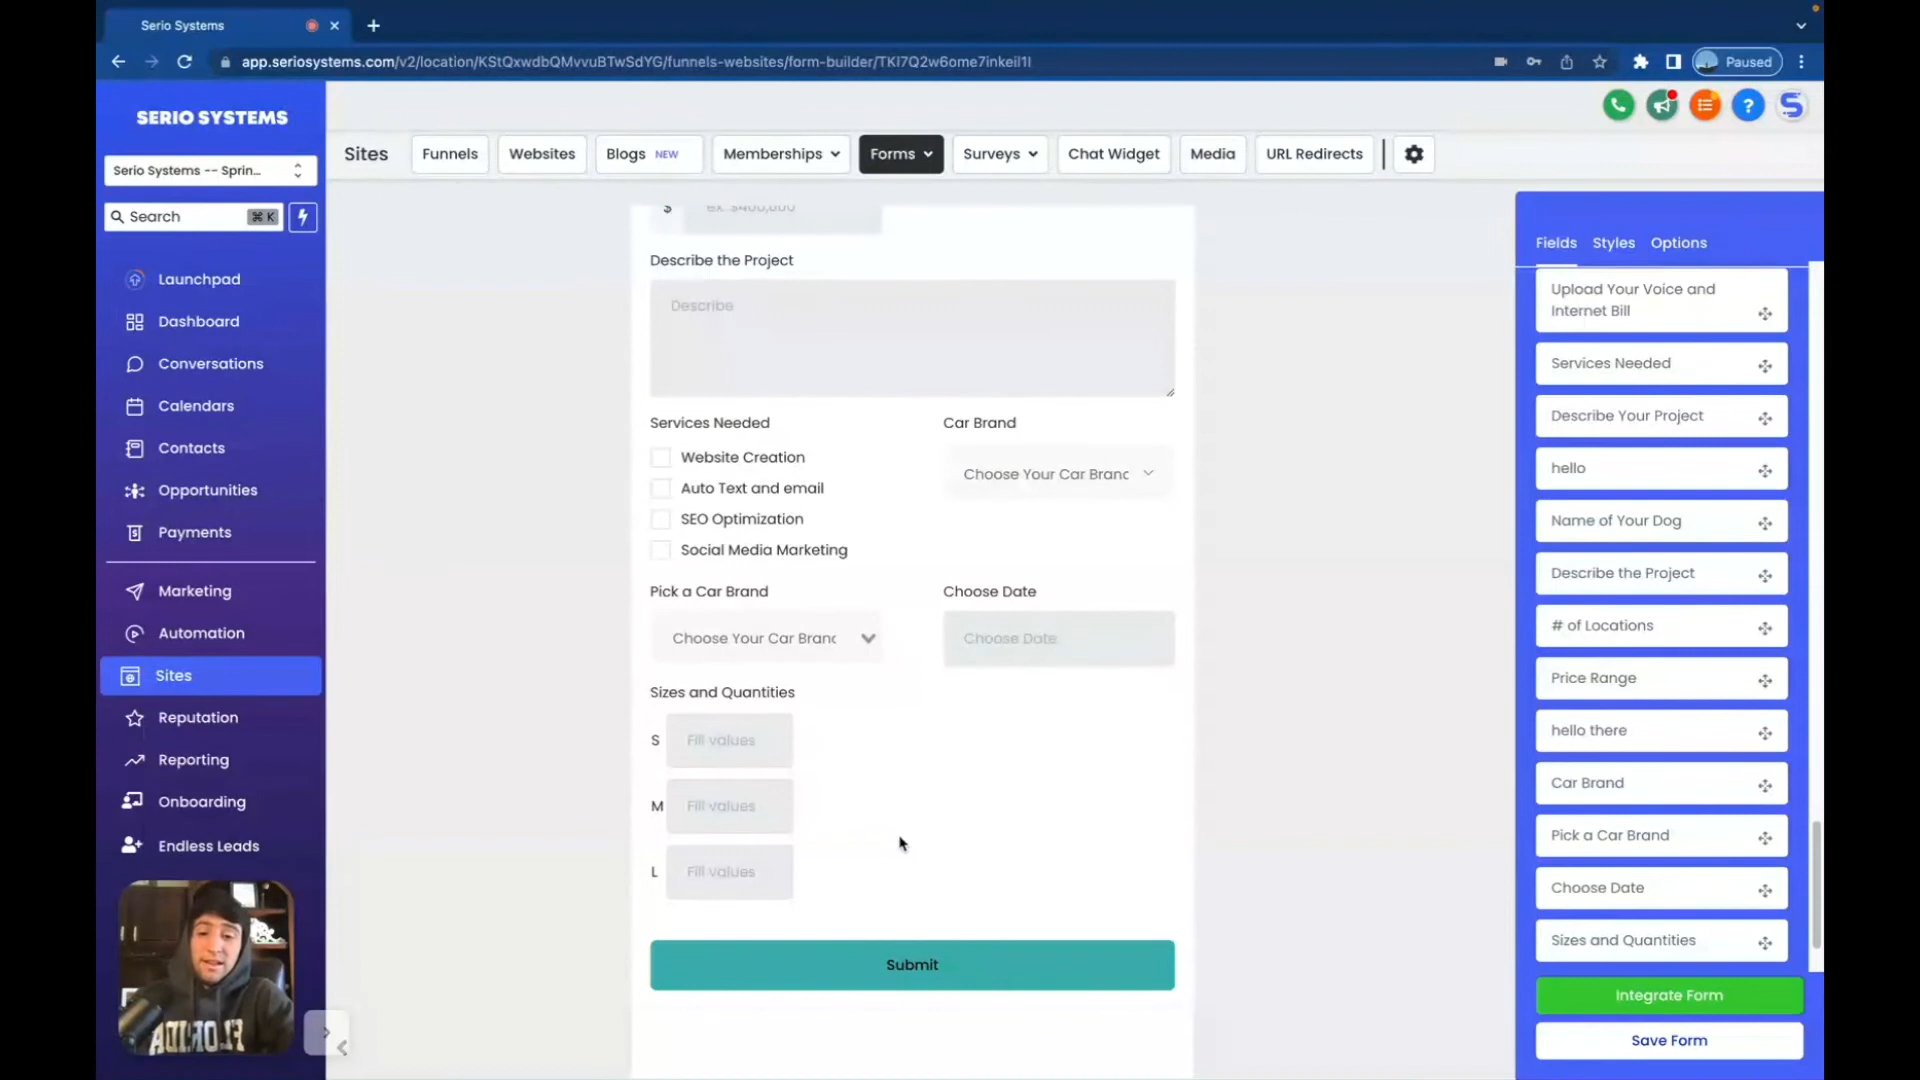 Serio Systems
app.seriosystems.com/v2/location/KStQxwdbQMvvuBTwSdYG/funnels-websites/form-builder/TKI7Q2w6ome7inkeil1I
Paused
SERIO SYSTEMS
Serio Systems -- Sprin...
Search
⌘ K
Launchpad
Dashboard
Conversations
Calendars
Contacts
Opportunities
Payments
Marketing
Automation
Sites
Reputation
Reporting
Onboarding
Endless Leads
Sites
Funnels
Websites
Blogs NEW
Memberships
Forms
Surveys
Chat Widget
Media
URL Redirects
$ ex. $400,000
Describe the Project
Describe
Services Needed
Website Creation
Auto Text and email
SEO Optimization
Social Media Marketing
Car Brand
Choose Your Car Branc
Pick a Car Brand
Choose Your Car Branc
Choose Date
Choose Date
Sizes and Quantities
S Fill values
M Fill values
L Fill values
Submit
Fields Styles Options
Upload Your Voice and
Internet Bill
Services Needed
Describe Your Project
hello
Name of Your Dog
Describe the Project
# of Locations
Price Range
hello there
Car Brand
Pick a Car Brand
Choose Date
Sizes and Quantities
Integrate Form
Save Form
FLORIDA